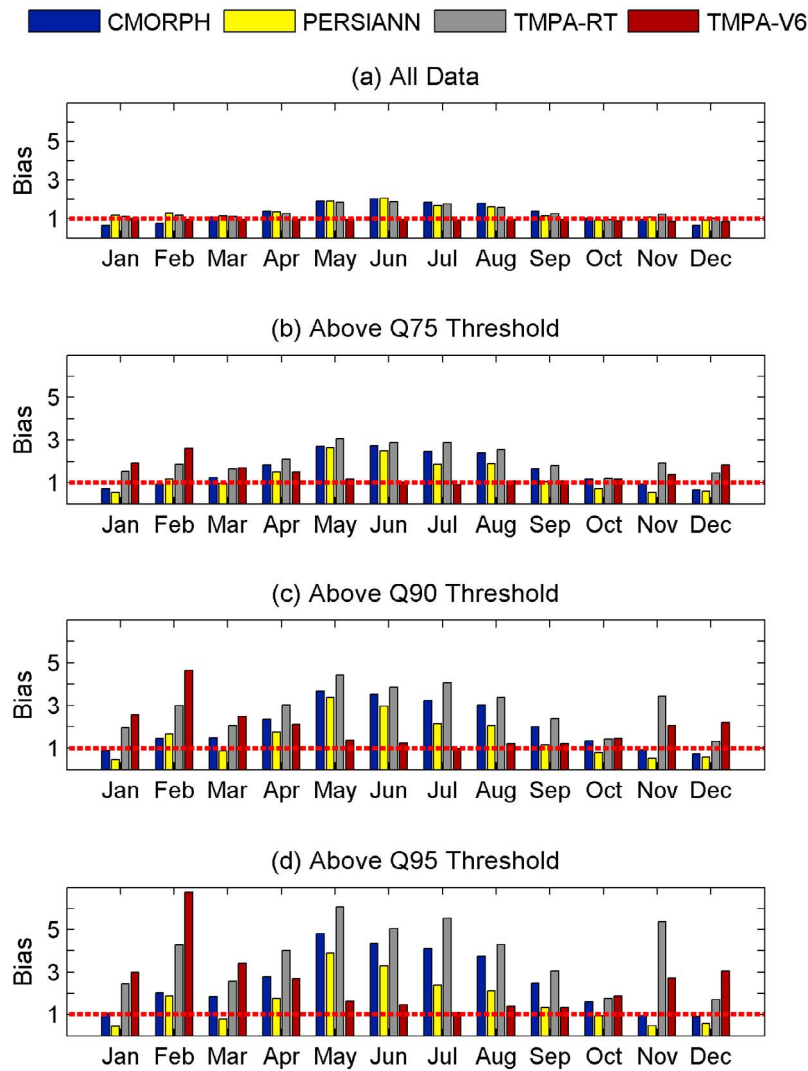 CMORPH PERSIANN TMPA-RT TMPA-V6
(a) All Data
Bias
5
1
Jan Feb Mar Apr May Jun Jul Aug Sep Oct Nov Dec
(b) Above Q75 Threshold
Bias
5
3
1
Jan Feb Mar Apr May Jun Jul Aug Sep Oct Nov Dec
(c) Above Q90 Threshold
Bias
5
3
1
Jan Feb Mar Apr May Jun Jul Aug Sep Oct Nov Dec
(d) Above Q95 Threshold
Bias
5
3
1
Jan Feb Mar Apr May Jun Jul Aug Sep Oct Nov Dec